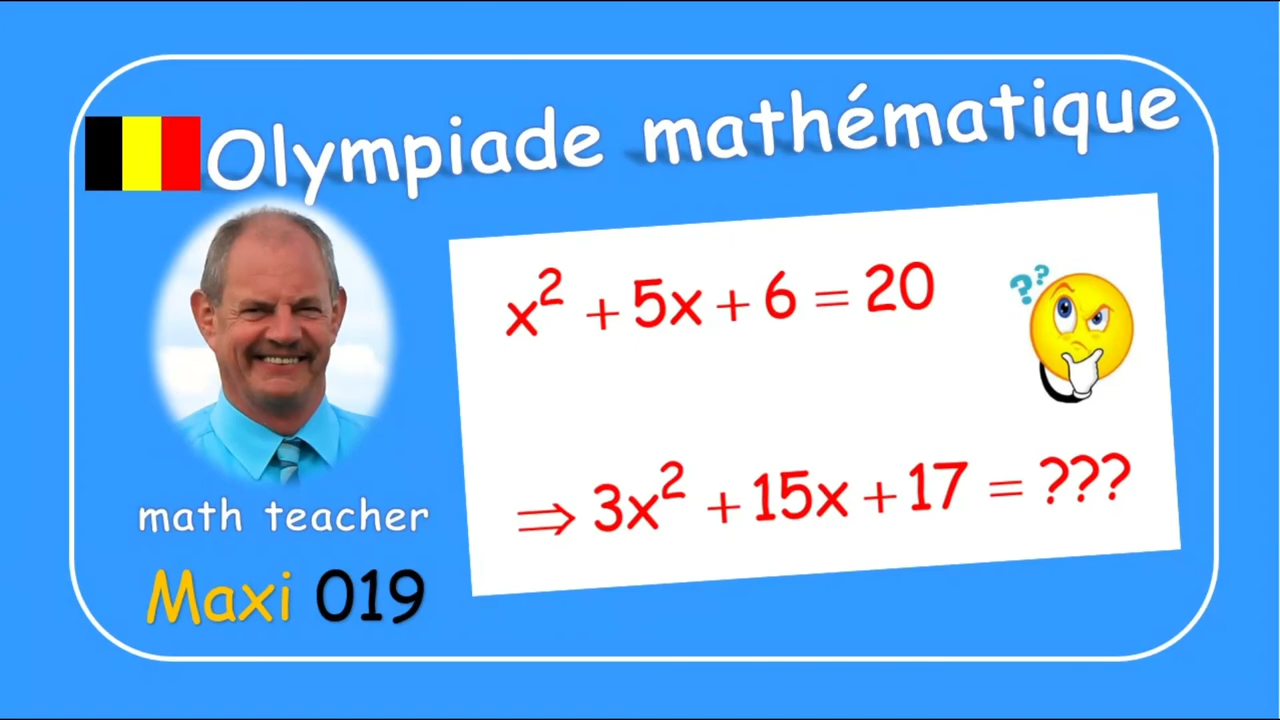 Olympiade mathématique
x² + 5x + 6 = 20
⇒ 3x² + 15x + 17 = ???
??
math teacher
Maxi 019